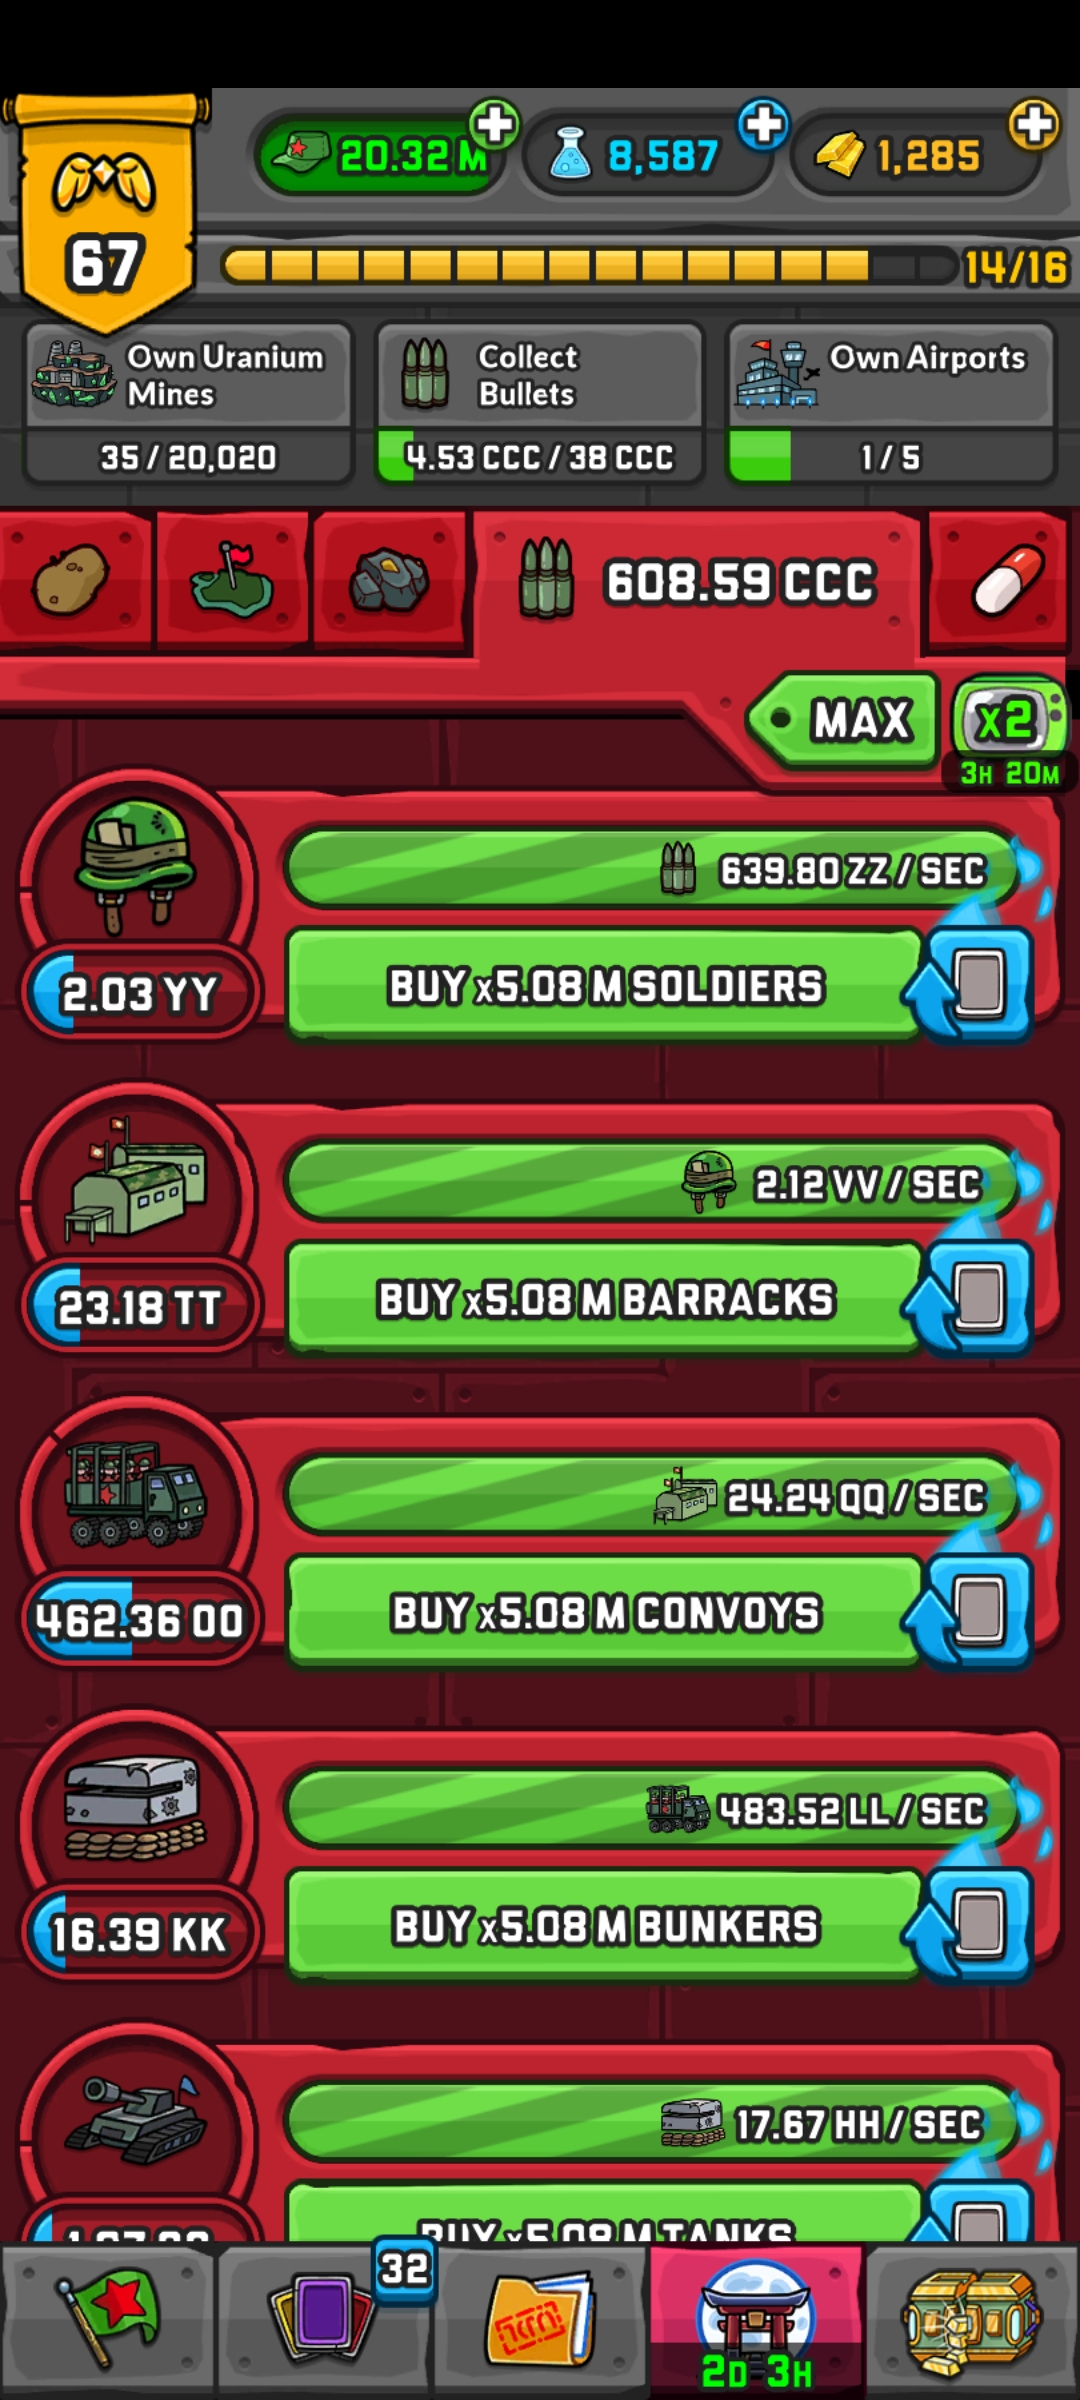 20.32 M
8,587
1,285
67
14/16
Own Uranium Mines
35 / 20,020
Collect Bullets
4.53 CCC / 38 CCC
Own Airports
1 / 5
608.59 CCC
MAX
x2
3H 20M
639.80 ZZ / SEC
2.03 YY
BUY x5.08 M SOLDIERS
2.12 VV / SEC
23.18 TT
BUY x5.08 M BARRACKS
24.24 QQ / SEC
462.36 OO
BUY x5.08 M CONVOYS
483.52 LL / SEC
16.39 KK
BUY x5.08 M BUNKERS
17.67 HH / SEC
BUY x5.08 M TANKS
32
2D 3H